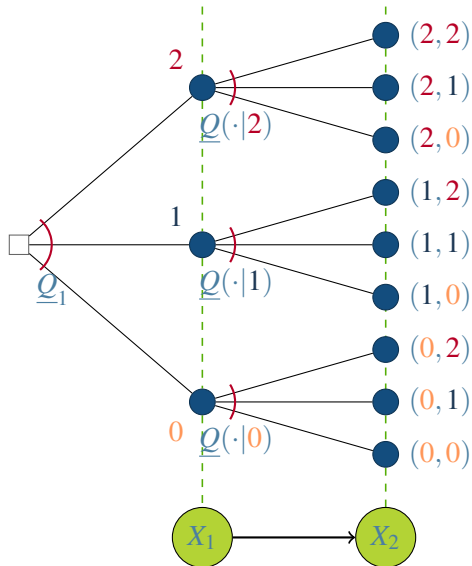 (2,2)
2
(2,1)
Q(·|2)
(2,0)
(1,2)
1
(1,1)
Q(·|1)
Q₁
(1,0)
(0,2)
(0,1)
0
Q(·|0)
(0,0)
X₁
X₂